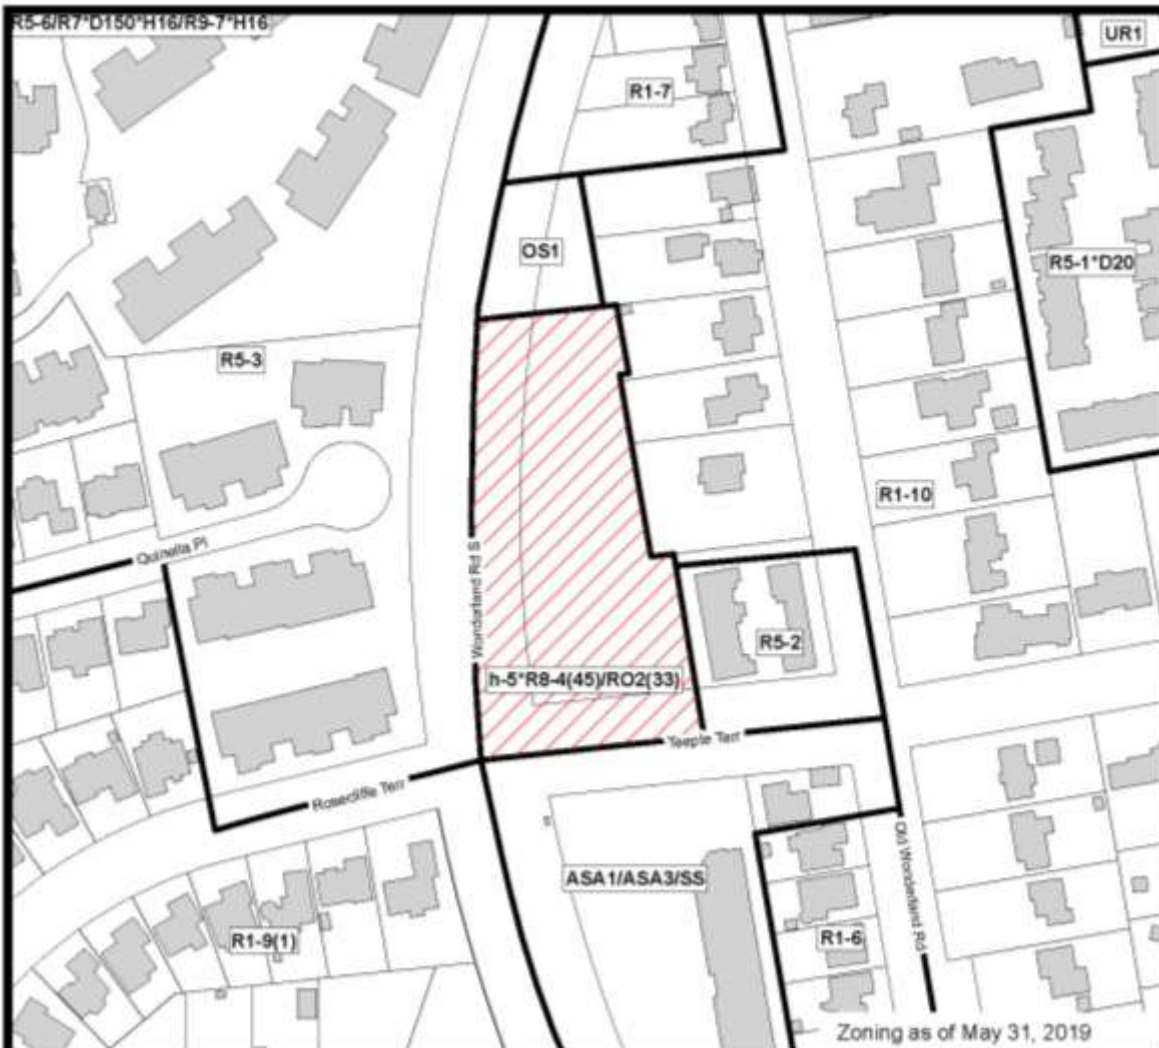 R5-6/R7*D150*H16/R9-7*H16
UR1
R1-7
OS1
R5-1*D20
R5-3
R1-10
Quinella Pl
Wonderland Rd S
R5-2
h-5*R8-4(45)/RO2(33)
Teeple Terr
Rosecliffe Terr
ASA1/ASA3/SS
Old Wonderland Rd
R1-9(1)
R1-6
Zoning as of May 31, 2019